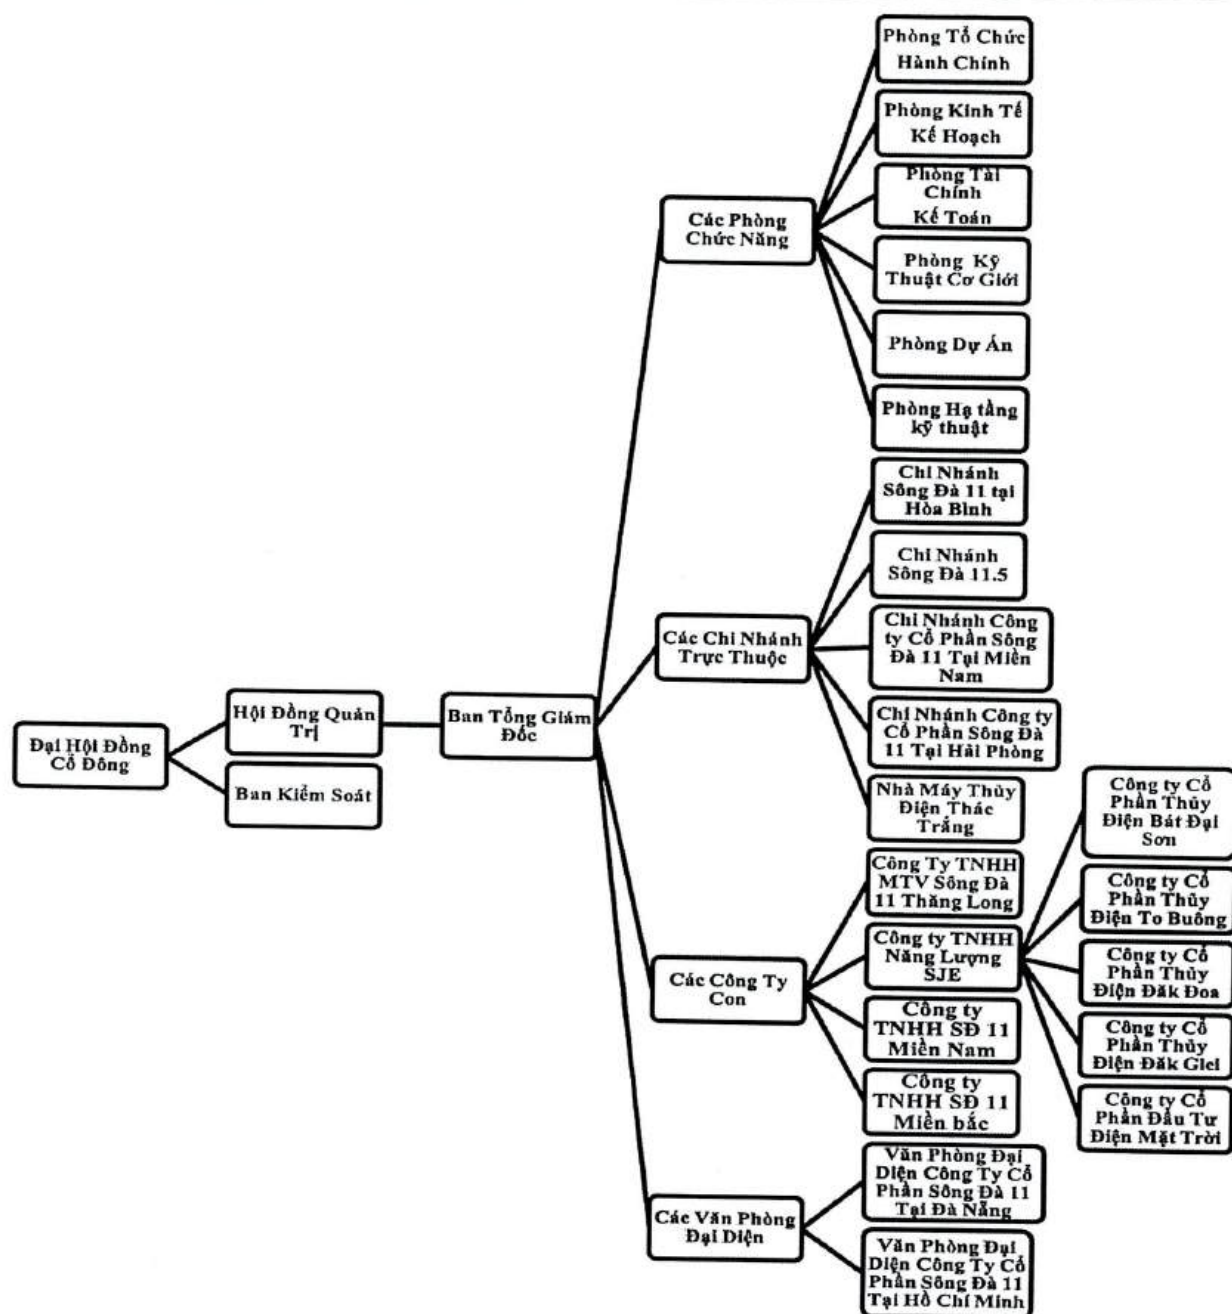 Phòng Tổ Chức
Hành Chính
Phòng Kinh Tế
Kế Hoạch
Phòng Tài
Chính
Kế Toán
Các Phòng
Chức Năng
Phòng Kỹ
Thuật Cơ Giới
Phòng Dự Án
Phòng Hạ tầng
kỹ thuật
Chi Nhánh
Sông Đà 11 tại
Hòa Bình
Chi Nhánh
Sông Đà 11.5
Các Chi Nhánh
Trực Thuộc
Chi Nhánh Công
ty Cổ Phần Sông
Đà 11 Tại Miền
Nam
Chi Nhánh Công ty
Cổ Phần Sông Đà
11 Tại Hải Phòng
Nhà Máy Thủy
Điện Thác
Trắng
Đại Hội Đồng
Cổ Đông
Hội Đồng Quản
Trị
Ban Kiểm Soát
Ban Tổng Giám
Đốc
Các Công Ty
Con
Công Ty TNHH
MTV Sông Đà
11 Thăng Long
Công ty TNHH
Năng Lượng
SJE
Công ty
TNHH SĐ 11
Miền Nam
Công ty
TNHH SĐ 11
Miền bắc
Công ty Cổ
Phần Thủy
Điện Bát Đại
Sơn
Công ty Cổ
Phần Thủy
Điện To Buông
Công ty Cổ
Phần Thủy
Điện Đăk Đoa
Công ty Cổ
Phần Thủy
Điện Đăk Glei
Công ty Cổ
Phần Đầu Tư
Điện Mặt Trời
Các Văn Phòng
Đại Diện
Văn Phòng Đại
Diện Công Ty Cổ
Phần Sông Đà 11
Tại Đà Nẵng
Văn Phòng Đại
Diện Công Ty Cổ
Phần Sông Đà 11
Tại Hồ Chí Minh